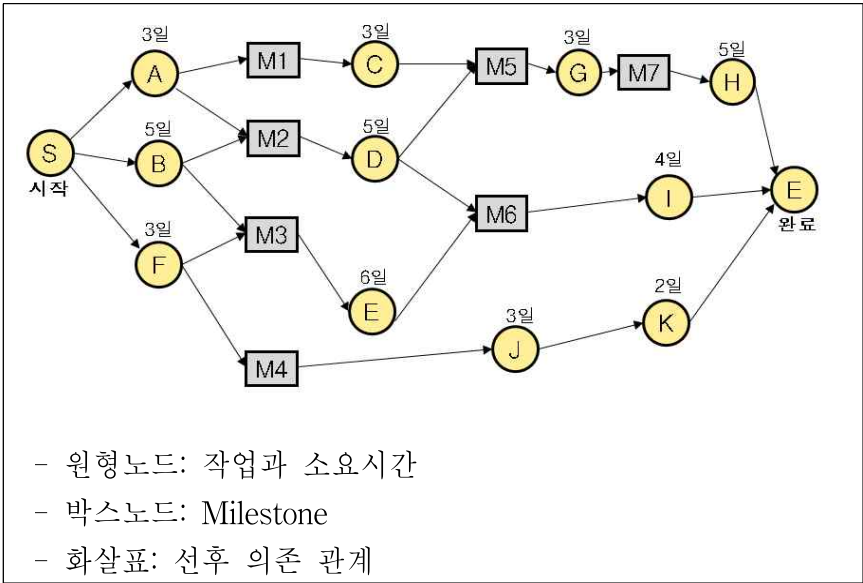 3일
A
M1
3일
C
M5
3일
G
M7
5일
H
S
시작
5일
B
M2
5일
D
4일
I
E
완료
3일
F
M3
M6
6일
E
M4
3일
J
2일
K
- 원형노드: 작업과 소요시간
- 박스노드: Milestone
- 화살표: 선후 의존 관계